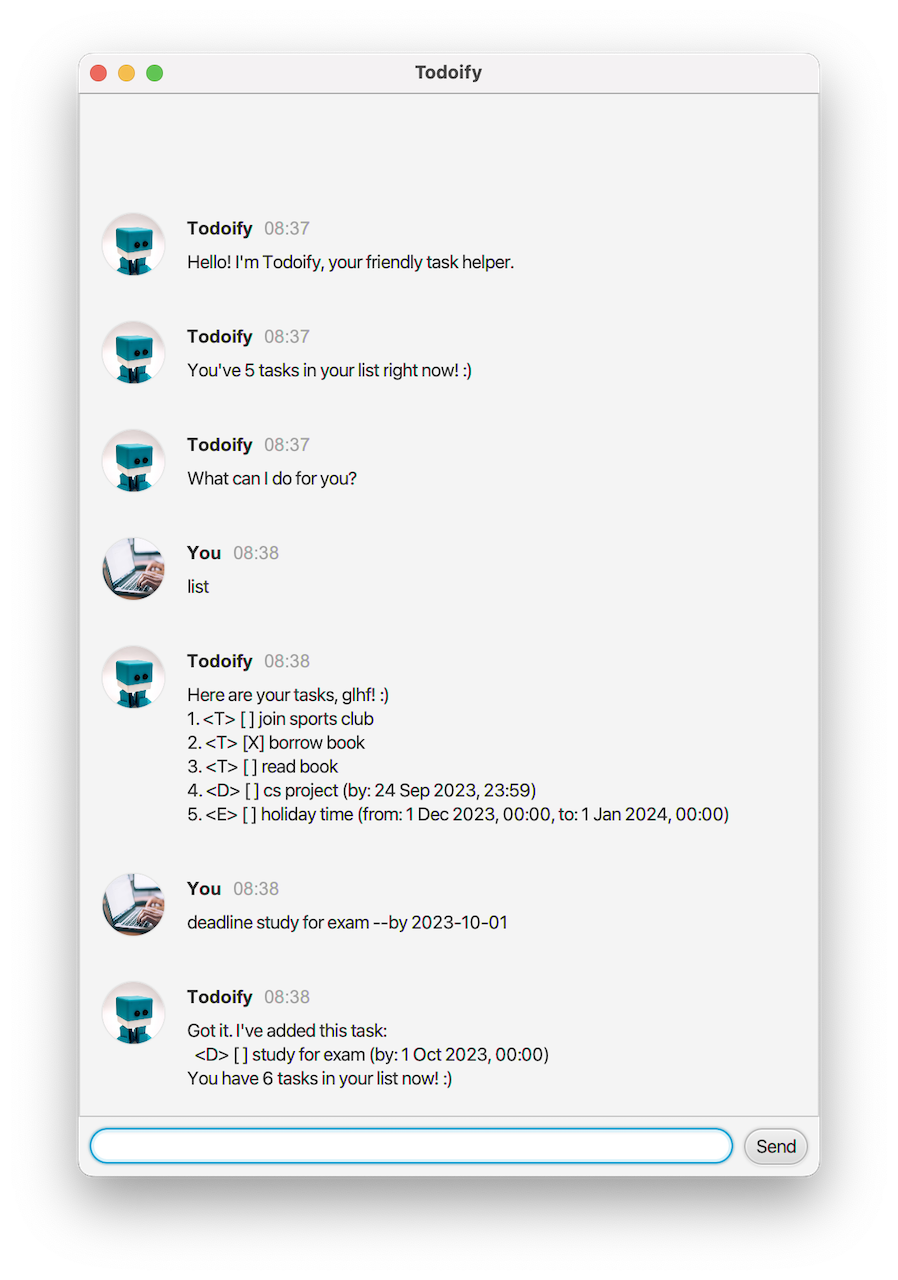 Todoify
Todoify 08:37
Hello! I'm Todoify, your friendly task helper.
Todoify 08:37
You've 5 tasks in your list right now! :)
Todoify 08:37
What can I do for you?
You 08:38
list
Todoify 08:38
Here are your tasks, glhf! :)
1. <T> [ ] join sports club
2. <T> [X] borrow book
3. <T> [ ] read book
4. <D> [ ] cs project (by: 24 Sep 2023, 23:59)
5. <E> [ ] holiday time (from: 1 Dec 2023, 00:00, to: 1 Jan 2024, 00:00)
You 08:38
deadline study for exam --by 2023-10-01
Todoify 08:38
Got it. I've added this task:
<D> [ ] study for exam (by: 1 Oct 2023, 00:00)
You have 6 tasks in your list now! :)
Send